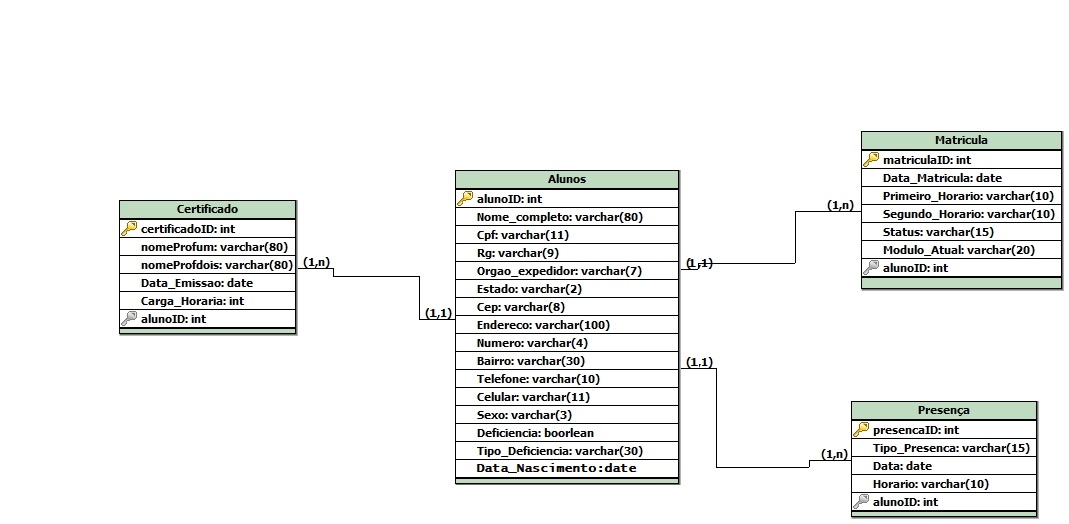 Certificado
certificadoID: int
nomeProfum: varchar(80)
nomeProfdois: varchar(80)
Data_Emissao: date
Carga_Horaria: int
alunoID: int
(1,n)
(1,1)
Alunos
alunoID: int
Nome_completo: varchar(80)
Cpf: varchar(11)
Rg: varchar(9)
Orgao_expedidor: varchar(7)
Estado: varchar(2)
Cep: varchar(8)
Endereco: varchar(100)
Numero: varchar(4)
Bairro: varchar(30)
Telefone: varchar(10)
Celular: varchar(11)
Sexo: varchar(3)
Deficiencia: boorlean
Tipo_Deficiencia: varchar(30)
Data_Nascimento:date
(1,1)
(1,n)
Matricula
matriculaID: int
Data_Matricula: date
Primeiro_Horario: varchar(10)
Segundo_Horario: varchar(10)
Status: varchar(15)
Modulo_Atual: varchar(20)
alunoID: int
(1,1)
(1,n)
Presença
presencaID: int
Tipo_Presenca: varchar(15)
Data: date
Horario: varchar(10)
alunoID: int